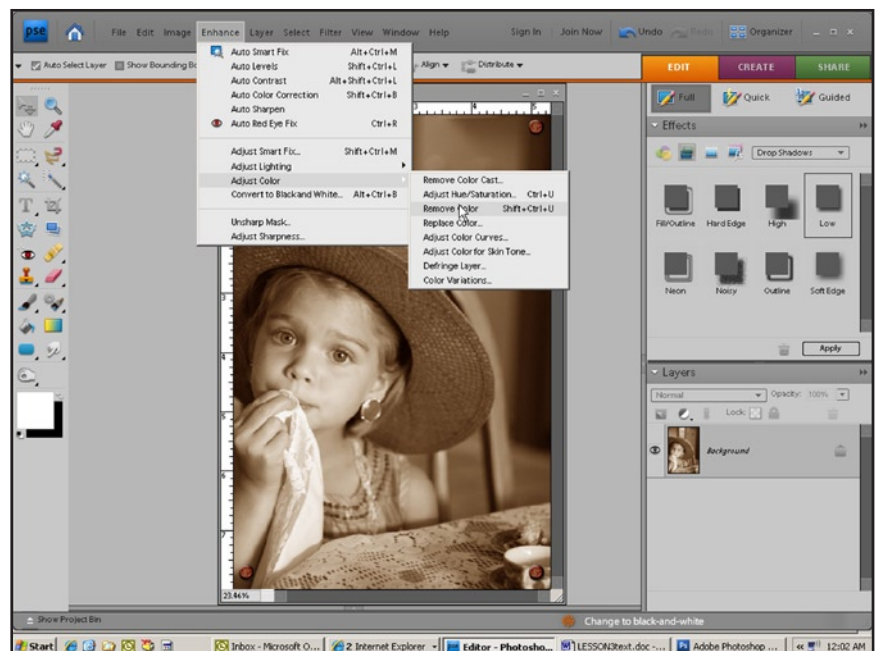 pse File Edit Image Enhance Layer Select Filter View Window Help Sign In Join Now Undo Redo Organizer
Auto Select Layer Show Bounding Bo Align Distribute
EDIT CREATE SHARE
Full Quick Guided
Effects
Drop Shadows
Fill/Outline Hard Edge High Low
Neon Noisy Outline Soft Edge
Apply
Layers
Normal Opacity: 100%
Lock:
Background
Auto Smart Fix Alt+Ctrl+M
Auto Levels Shift+Ctrl+L
Auto Contrast Alt+Shift+Ctrl+L
Auto Color Correction Shift+Ctrl+B
Auto Sharpen
Auto Red Eye Fix Ctrl+R
Adjust Smart Fix... Shift+Ctrl+M
Adjust Lighting
Adjust Color
Convert to Black and White... Alt+Ctrl+B
Unsharp Mask...
Adjust Sharpness...
Remove Color Cast...
Adjust Hue/Saturation... Ctrl+U
Remove Color Shift+Ctrl+U
Replace Color...
Adjust Color Curves...
Adjust Color for Skin Tone...
Defringe Layer...
Color Variations...
3 4 5
3
4
5
7
23.46%
Show Project Bin Change to black-and-white
Start Inbox - Microsoft O... 2 Internet Explorer Editor - Photosho... LESSON3text.doc -... Adobe Photoshop ... 12:02 AM